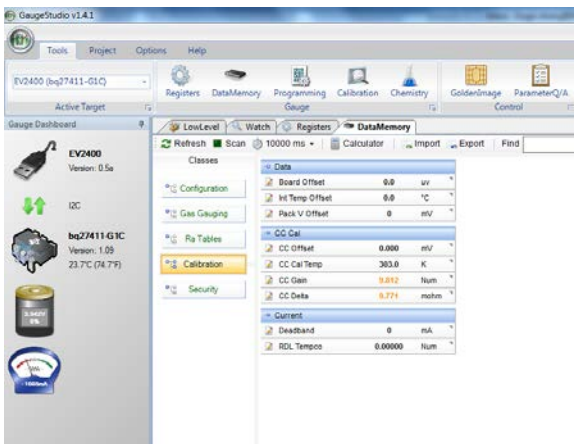 GaugeStudio v1.4.1
Tools Project Options Help
EV2400 (bq27411-G1C)
Registers DataMemory Programming Calibration Chemistry GoldenImage ParameterQ/A
Active Target Gauge Control
Gauge Dashboard
LowLevel Watch Registers DataMemory
Refresh Scan 10000 ms Calculator Import Export Find
EV2400
Version: 0.5a
I2C
bq27411-G1C
Version: 1.09
23.7°C (74.7°F)
0%
-1000mA
Classes
Configuration
Gas Gauging
Ra Tables
Calibration
Security
Data
Board Offset 0.0 uv
Int Temp Offset 0.0 °C
Pack V Offset 0 mV
CC Cal
CC Offset 0.000 mV
CC Cal Temp 303.0 K
CC Gain 9.812 Num
CC Delta 9.771 mohm
Current
Deadband 0 mA
RDL Tempco 0.00000 Num